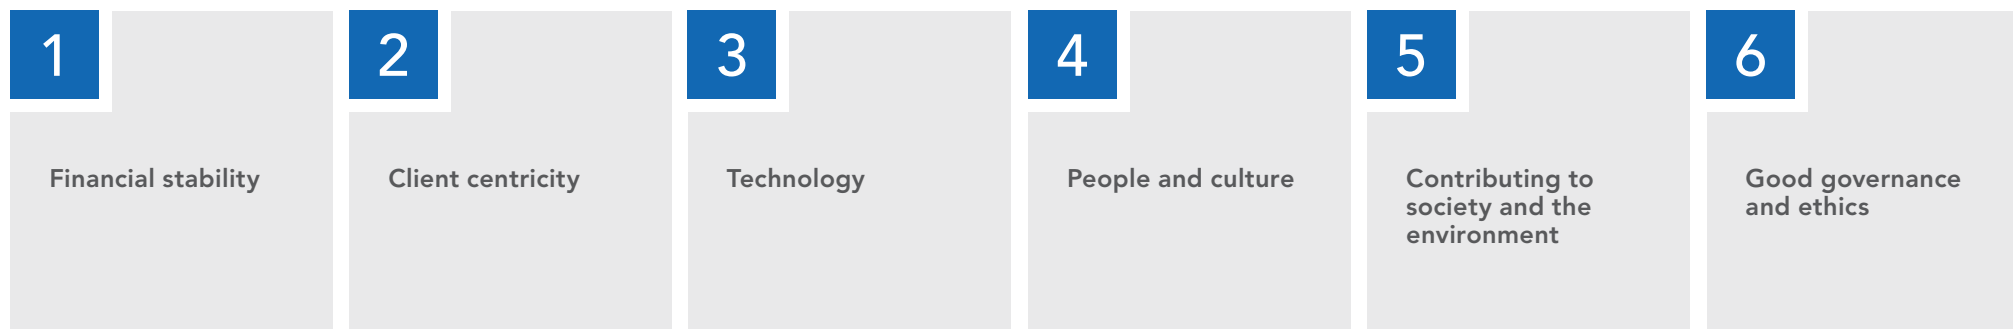 1
Financial stability
2
Client centricity
3
Technology
4
People and culture
5
Contributing to
society and the
environment
6
Good governance
and ethics